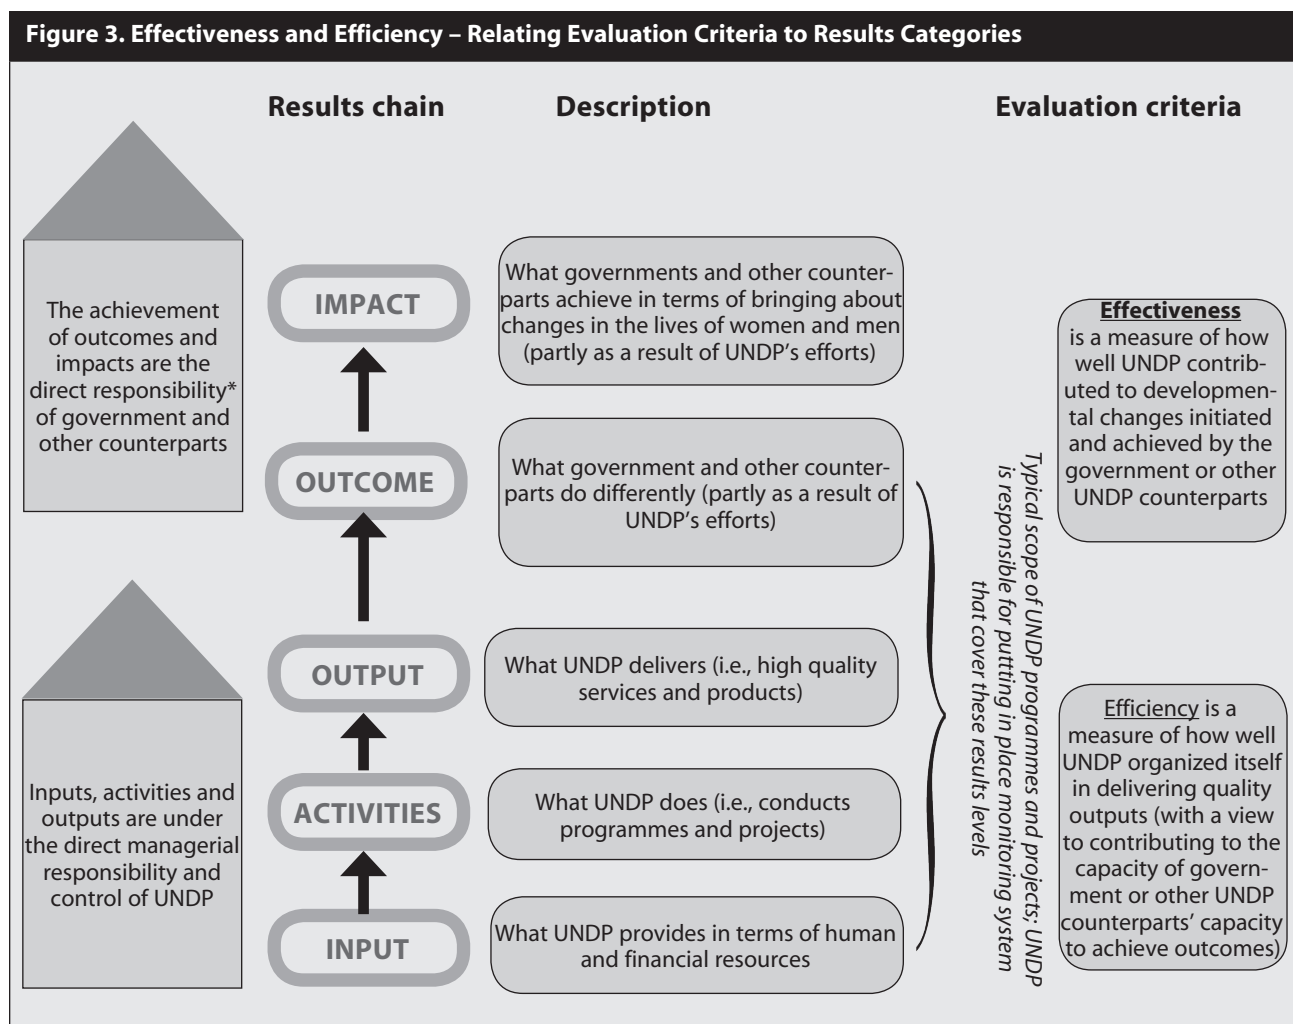 Figure 3. Effectiveness and Efficiency – Relating Evaluation Criteria to Results Categories
Results chain
Description
Evaluation criteria
The achievement
of outcomes and
impacts are the
direct responsibility*
of government and
other counterparts
IMPACT
What governments and other counter-
parts achieve in terms of bringing about
changes in the lives of women and men
(partly as a result of UNDP’s efforts)
Effectiveness
is a measure of how
well UNDP contrib-
uted to developmen-
tal changes initiated
and achieved by the
government or other
UNDP counterparts
OUTCOME
What government and other counter-
parts do differently (partly as a result of
UNDP’s efforts)
Typical scope of UNDP programmes and projects; UNDP
is responsible for puttting in place monitoring system
that cover these results levels
Inputs, activities and
outputs are under
the direct managerial
responsibility and
control of UNDP
OUTPUT
What UNDP delivers (i.e., high quality
services and products)
ACTIVITIES
What UNDP does (i.e., conducts
programmes and projects)
INPUT
What UNDP provides in terms of human
and financial resources
Efficiency is a
measure of how well
UNDP organized itself
in delivering quality
outputs (with a view
to contributing to the
capacity of govern-
ment or other UNDP
counterparts’ capacity
to achieve outcomes)